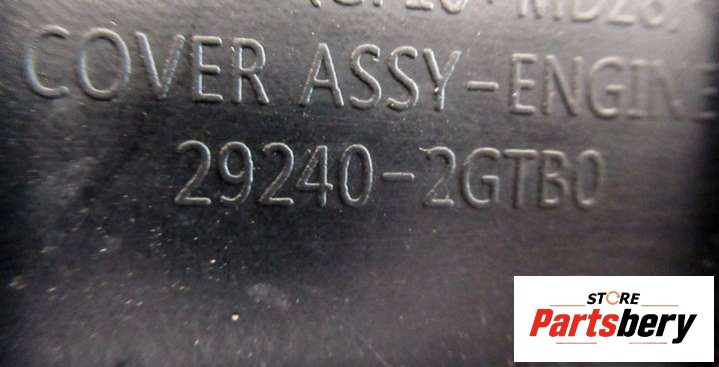 COVER ASSY-ENGINE
29240-2GTB0
STORE
Partsbery